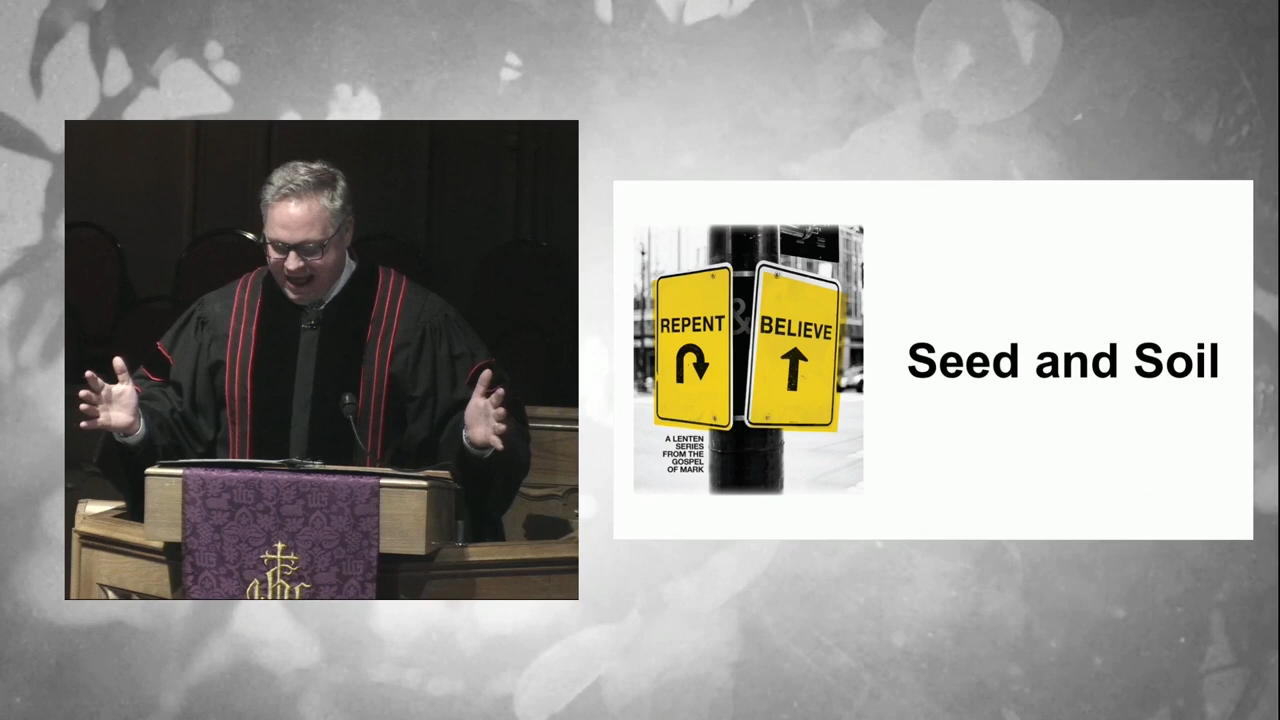 REPENT
&
BELIEVE
A LENTEN
SERIES
FROM THE
GOSPEL
OF MARK
Seed and Soil